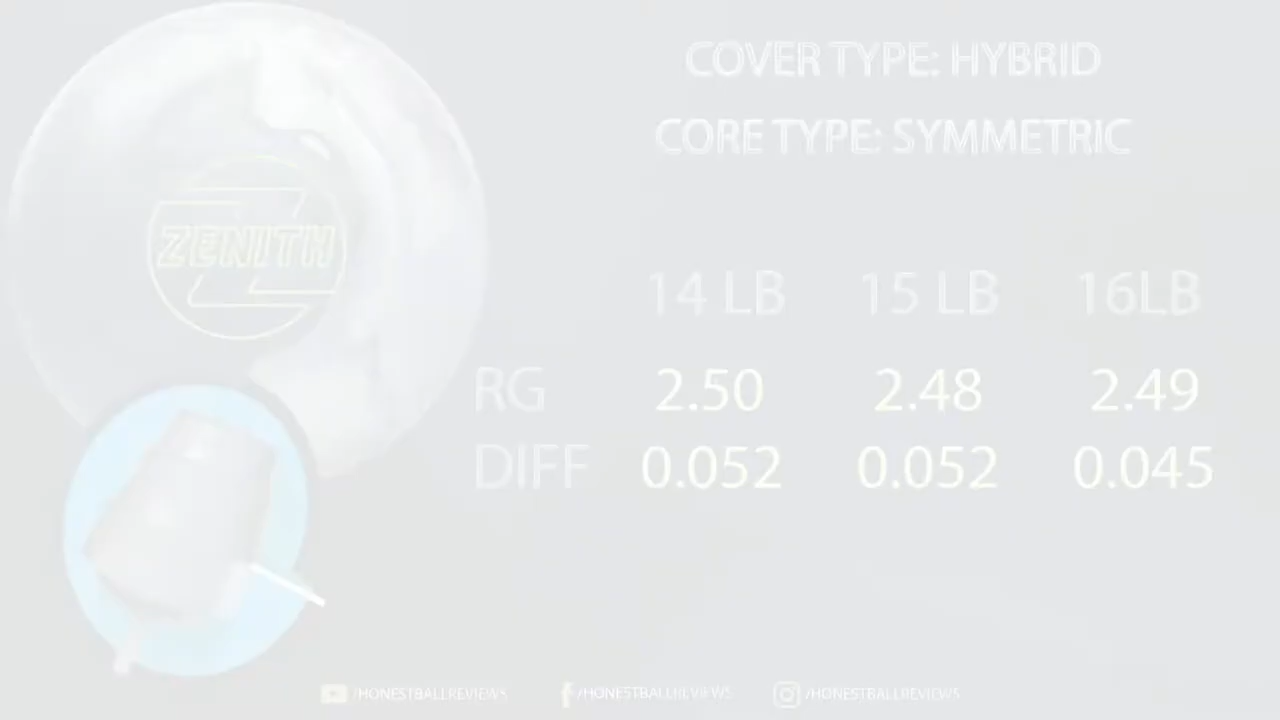 COVER TYPE: HYBRID
CORE TYPE: SYMMETRIC
ZENITH
14 LB 15 LB 16LB
RG 2.50 2.48 2.49
DIFF 0.052 0.052 0.045
/HONESTBALLREVIEWS /HONESTBALLREVIEWS /HONESTBALLREVIEWS